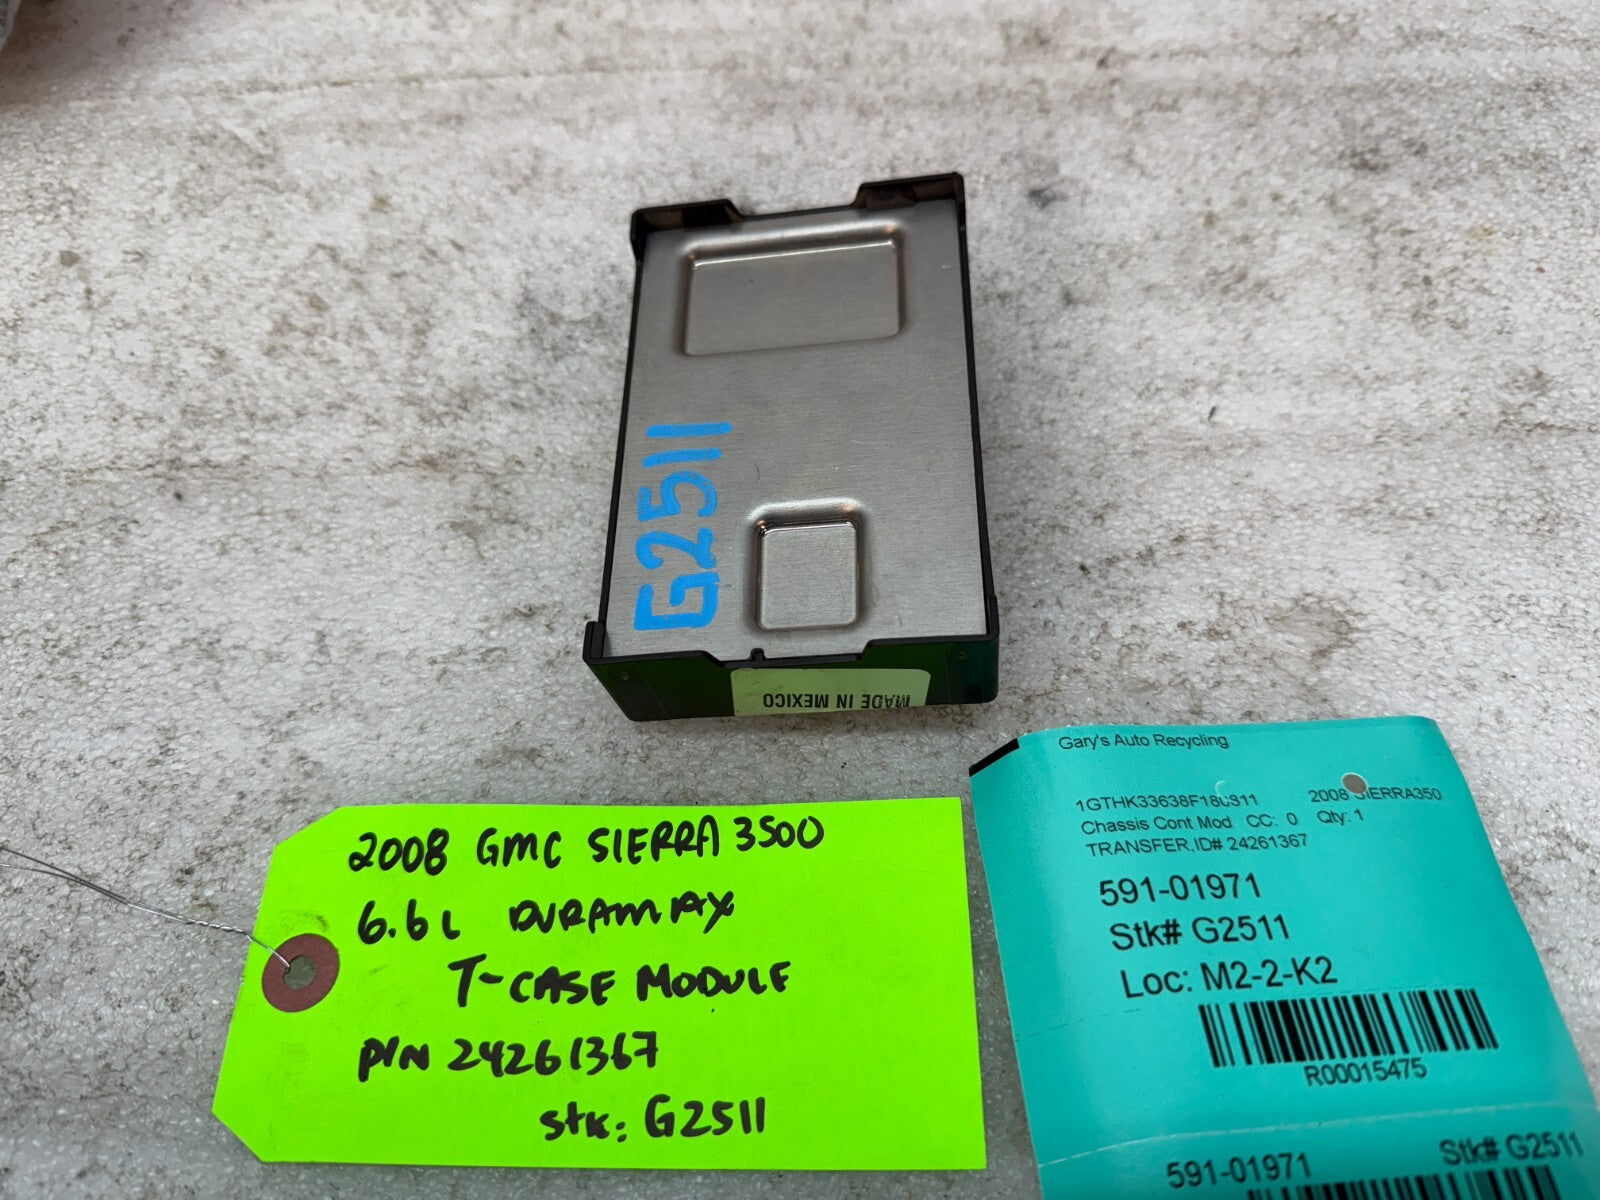 G2511
MADE IN MEXICO
2008 GMC SIERRA 3500
6.6L DURAMAX
T-CASE MODULE
P/N 24261367
stk: G2511
Gary's Auto Recycling
2008 SIERRA350
Chassis Cont Mod CC: 0 Qty: 1
TRANSFER,ID# 24261367
591-01971
Stk# G2511
Loc: M2-2-K2
R00015475
591-01971 Stk# G2511